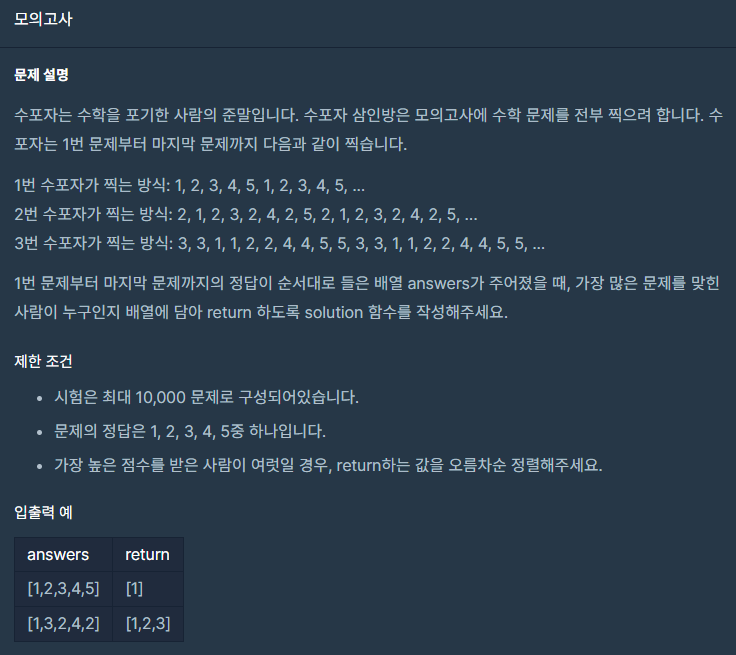 모의고사
문제 설명
수포자는 수학을 포기한 사람의 준말입니다. 수포자 삼인방은 모의고사에 수학 문제를 전부 찍으려 합니다. 수
포자는 1번 문제부터 마지막 문제까지 다음과 같이 찍습니다.
1번 수포자가 찍는 방식: 1, 2, 3, 4, 5, 1, 2, 3, 4, 5, ...
2번 수포자가 찍는 방식: 2, 1, 2, 3, 2, 4, 2, 5, 2, 1, 2, 3, 2, 4, 2, 5, ...
3번 수포자가 찍는 방식: 3, 3, 1, 1, 2, 2, 4, 4, 5, 5, 3, 3, 1, 1, 2, 2, 4, 4, 5, 5, ...
1번 문제부터 마지막 문제까지의 정답이 순서대로 들은 배열 answers가 주어졌을 때, 가장 많은 문제를 맞힌
사람이 누구인지 배열에 담아 return 하도록 solution 함수를 작성해주세요.
제한 조건
• 시험은 최대 10,000 문제로 구성되어있습니다.
• 문제의 정답은 1, 2, 3, 4, 5중 하나입니다.
• 가장 높은 점수를 받은 사람이 여럿일 경우, return하는 값을 오름차순 정렬해주세요.
입출력 예
answers return
[1,2,3,4,5] [1]
[1,3,2,4,2] [1,2,3]